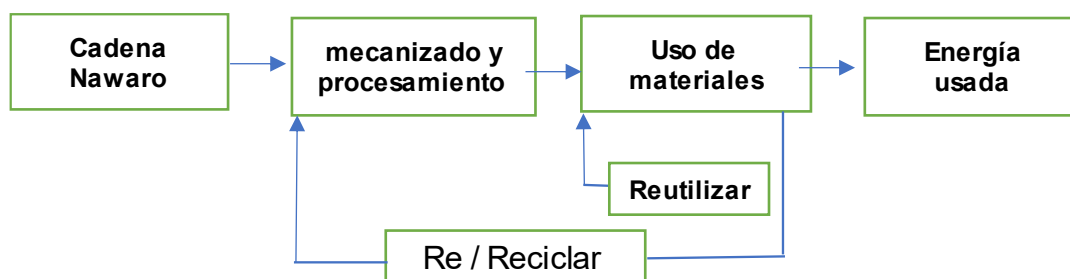 Cadena
Nawaro
mecanizado y
procesamiento
Uso de
materiales
Energía
usada
Reutilizar
Re / Reciclar